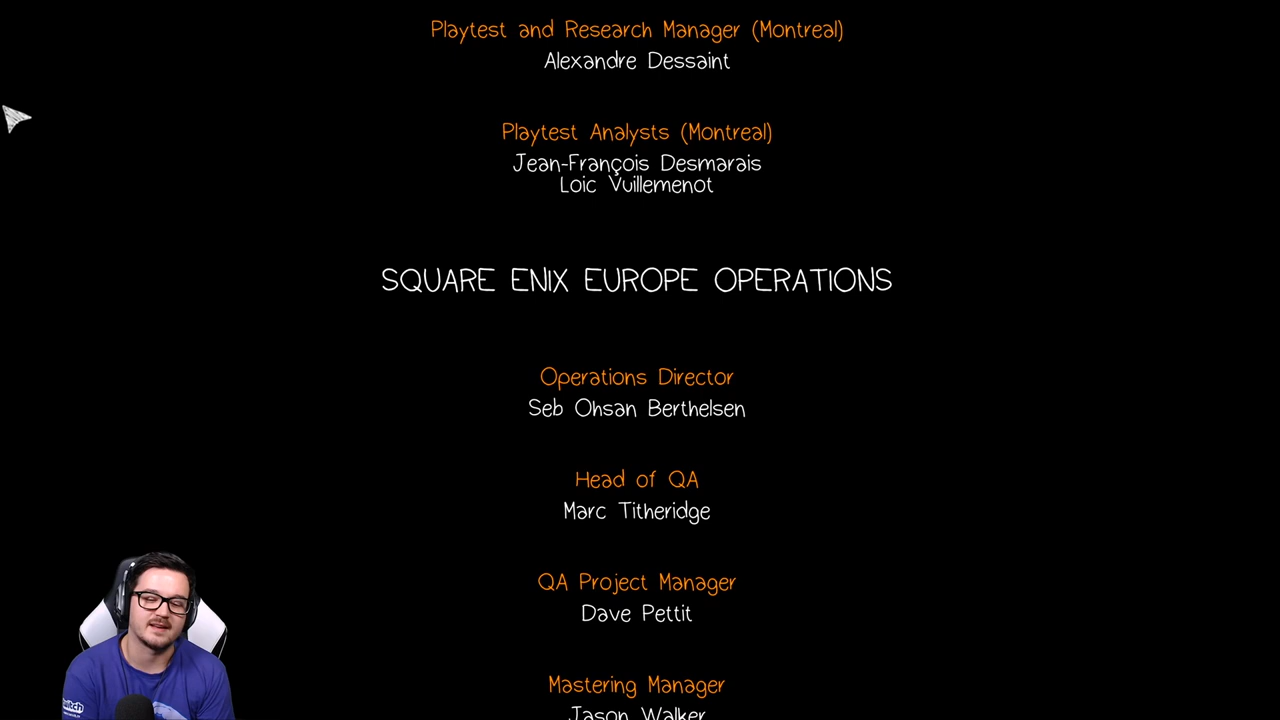 Playtest and Research Manager (Montreal)
Alexandre Dessaint
Playtest Analysts (Montreal)
Jean-François Desmarais
Loic Vuillemenot
SQUARE ENIX EUROPE OPERATIONS
Operations Director
Seb Ohsan Berthelsen
Head of QA
Marc Titheridge
QA Project Manager
Dave Pettit
Mastering Manager
Jason Walker